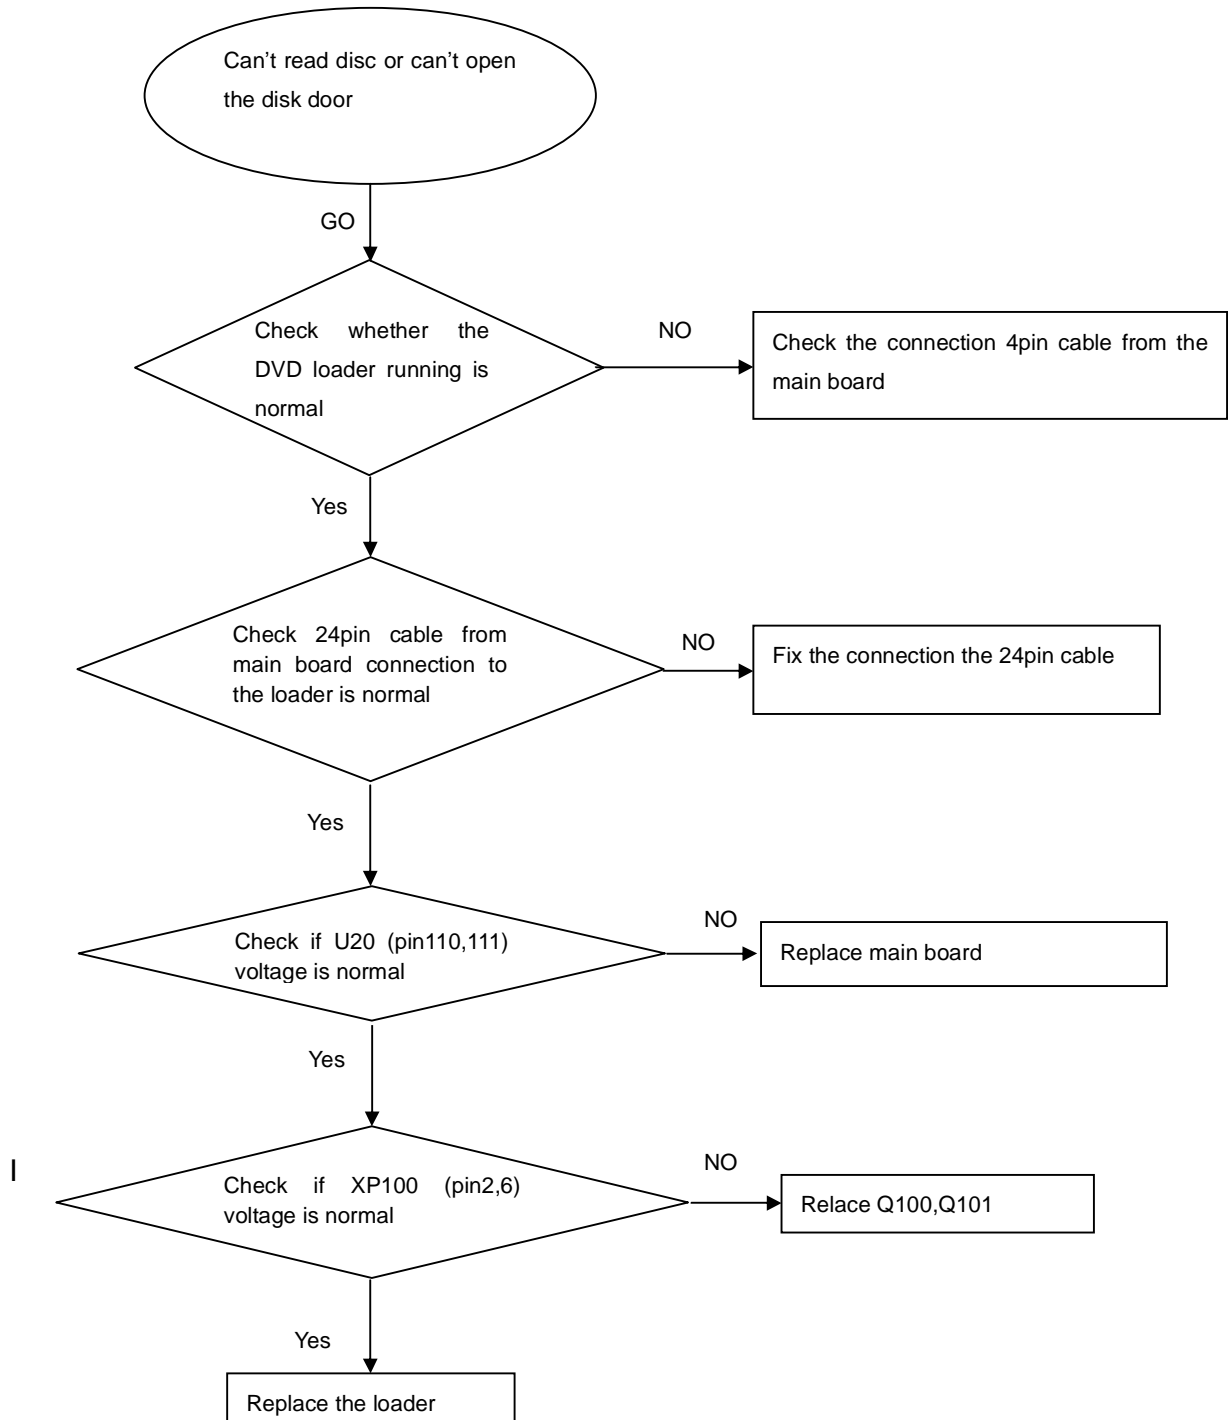 Can't read disc or can't open
the disk door
GO
Check whether the
DVD loader running is
normal
NO
Check the connection 4pin cable from the
main board
Yes
Check 24pin cable from
main board connection to
the loader is normal
NO
Fix the connection the 24pin cable
Yes
Check if U20 (pin110,111)
voltage is normal
NO
Replace main board
Yes
I
Check if XP100 (pin2,6)
voltage is normal
NO
Relace Q100,Q101
Yes
Replace the loader